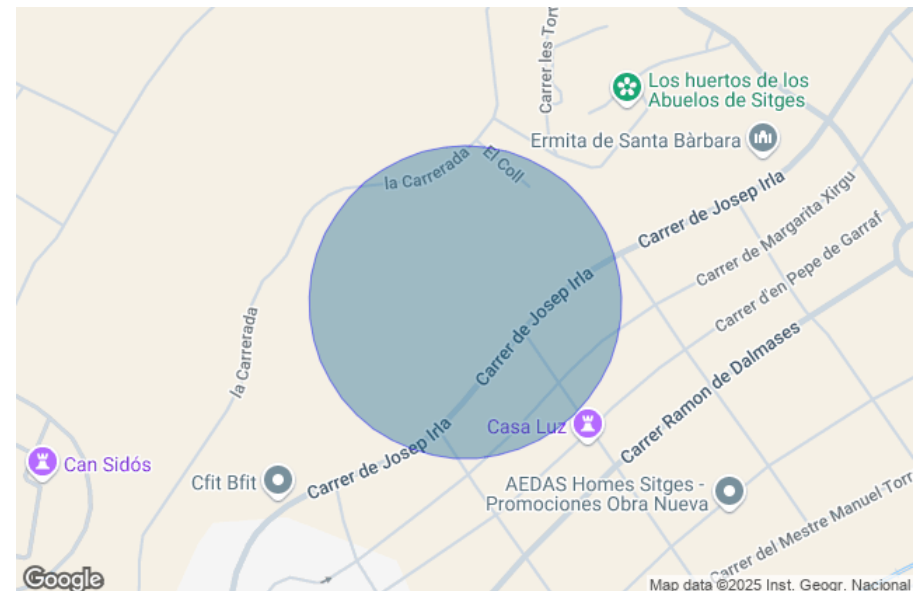 Carrer les Tor
Los huertos de los
Abuelos de Sitges
Ermita de Santa Bàrbara
la Carrerada
El Coll
Carrer de Josep Irla
Carrer de Margarita Xirgu
Carrer d'en Pepe de Garraf
Carrer de Josep Irla
la Carrerada
Carrer Ramon de Dalmases
Casa Luz
Carrer de Josep Irla
Can Sidós
Cfit Bfit
AEDAS Homes Sitges -
Promociones Obra Nueva
Carrer del Mestre Manuel Torr
Google
Map data ©2025 Inst. Geogr. Nacional